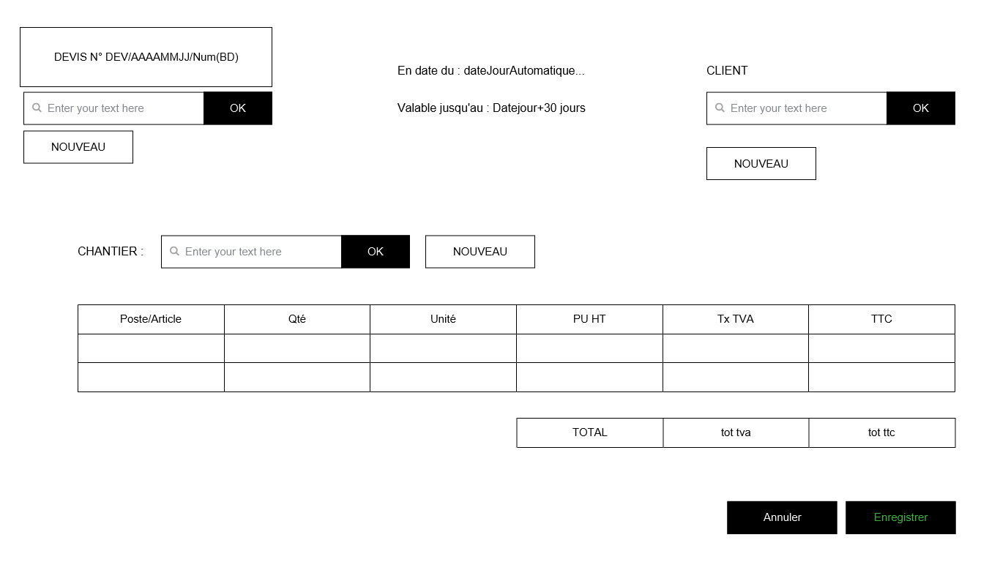 DEVIS N° DEV/AAAAMMJJ/Num(BD)
Enter your text here OK
NOUVEAU
En date du : dateJourAutomatique...
Valable jusqu'au : Datejour+30 jours
CLIENT
Enter your text here OK
NOUVEAU
CHANTIER : Enter your text here OK NOUVEAU
Poste/Article Qté Unité PU HT Tx TVA TTC
TOTAL tot tva tot ttc
Annuler Enregistrer